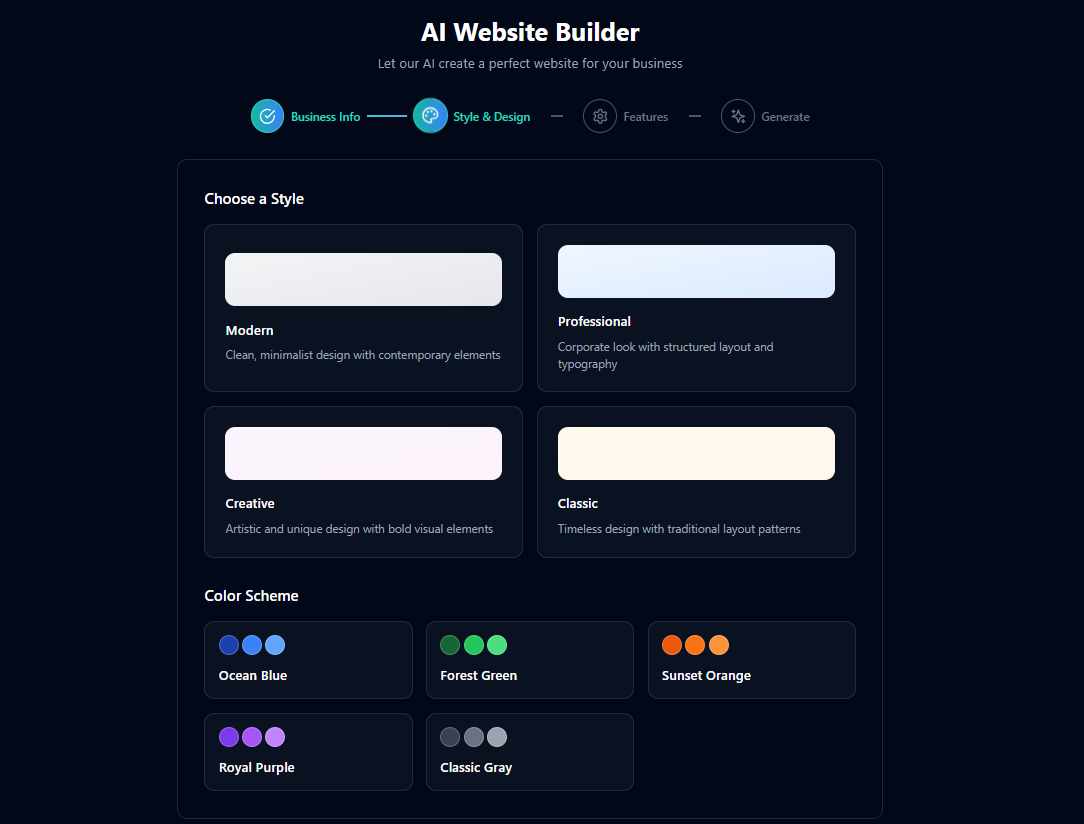 AI Website Builder
Let our AI create a perfect website for your business
Business Info
Style & Design
Features
Generate
Choose a Style
Modern
Clean, minimalist design with contemporary elements
Professional
Corporate look with structured layout and
typography
Creative
Artistic and unique design with bold visual elements
Classic
Timeless design with traditional layout patterns
Color Scheme
Ocean Blue
Forest Green
Sunset Orange
Royal Purple
Classic Gray